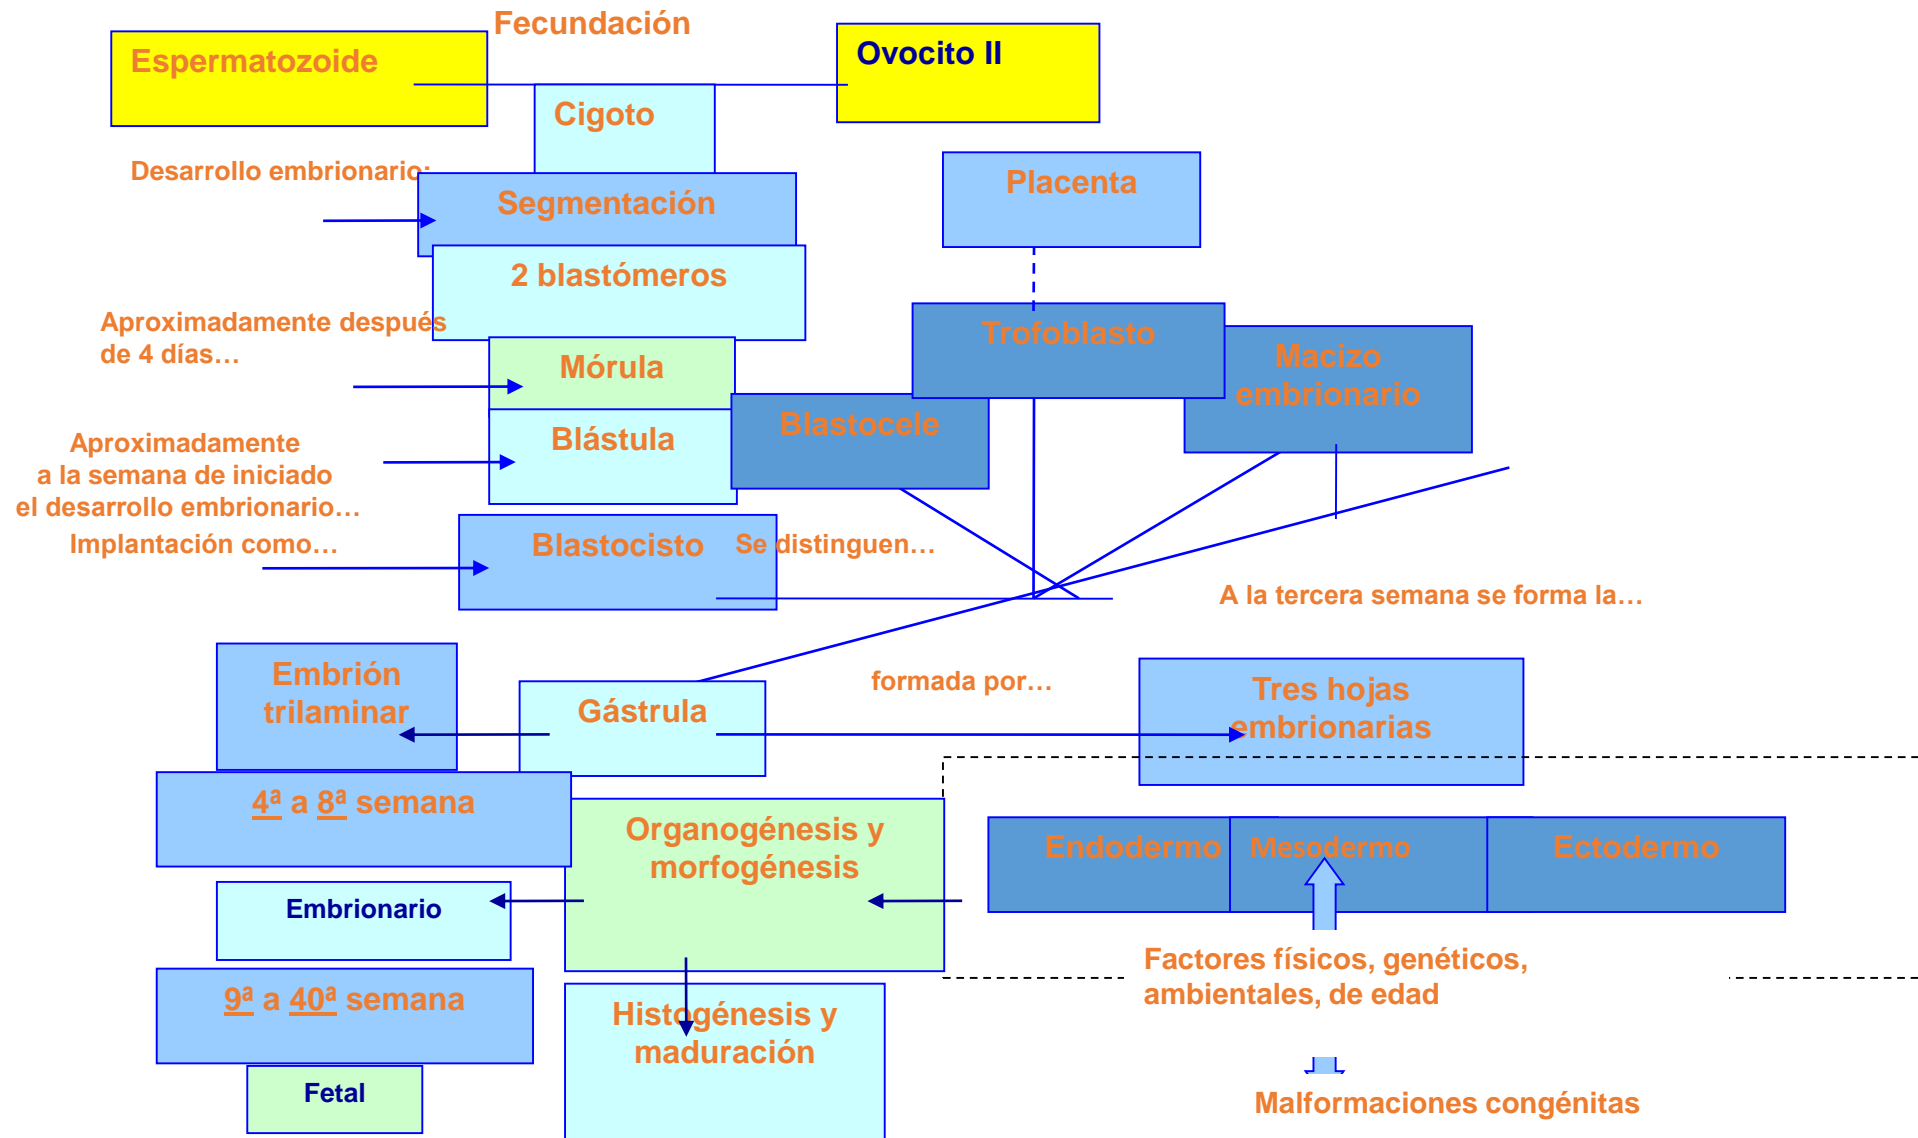 Fecundación
Espermatozoide
Ovocito II
Cigoto
Desarrollo embrionario:
Segmentación
Placenta
2 blastómeros
Aproximadamente después
de 4 días…
Trofoblasto
Macizo
embrionario
Mórula
Blastocele
Blástula
Aproximadamente
a la semana de iniciado
el desarrollo embrionario…
Implantación como…
Blastocisto
Se distinguen…
A la tercera semana se forma la…
Embrión
trilaminar
Gástrula
formada por…
Tres hojas
embrionarias
4ª a 8ª semana
Organogénesis y
morfogénesis
Endodermo
Mesodermo
Ectodermo
Embrionario
Factores físicos, genéticos,
ambientales, de edad
9ª a 40ª semana
Histogénesis y
maduración
Fetal
Malformaciones congénitas